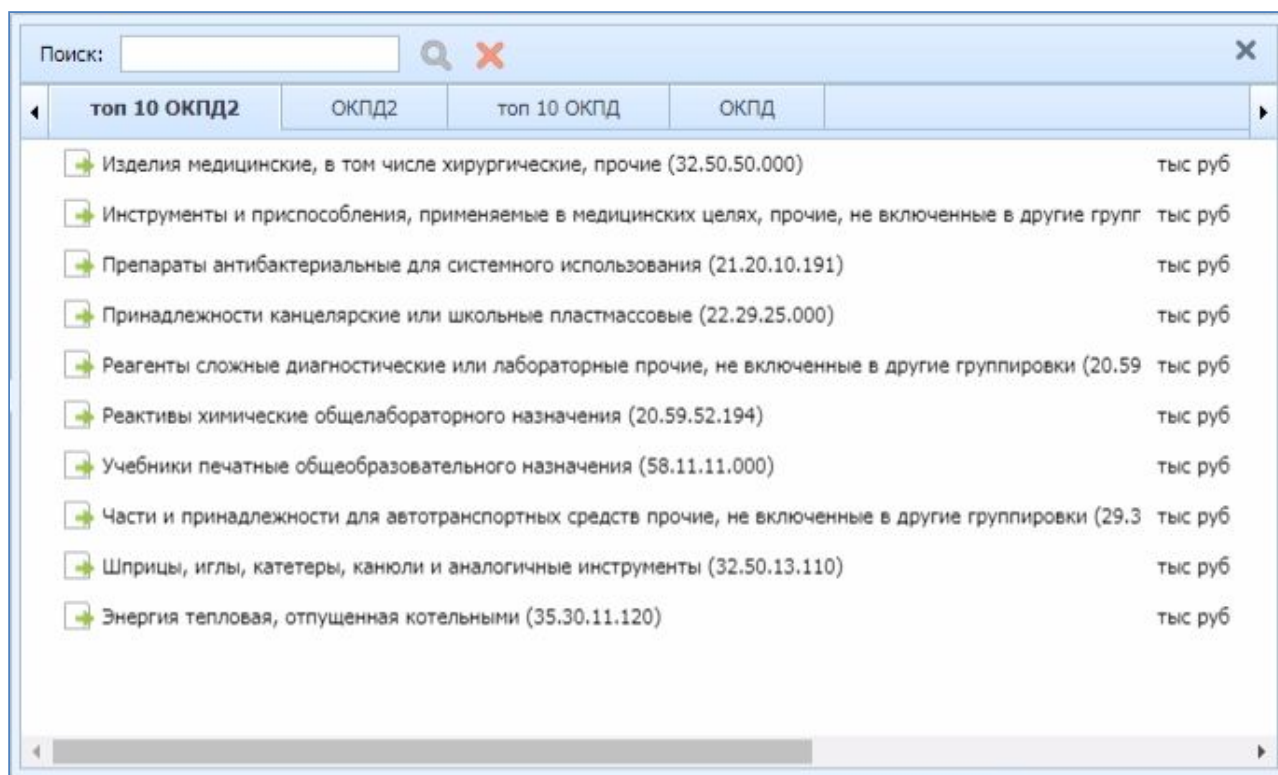 Поиск:
топ 10 ОКПД2 ОКПД2 топ 10 ОКПД ОКПД
Изделия медицинские, в том числе хирургические, прочие (32.50.50.000) тыс руб
Инструменты и приспособления, применяемые в медицинских целях, прочие, не включенные в другие групп тыс руб
Препараты антибактериальные для системного использования (21.20.10.191) тыс руб
Принадлежности канцелярские или школьные пластмассовые (22.29.25.000) тыс руб
Реагенты сложные диагностические или лабораторные прочие, не включенные в другие группировки (20.59 тыс руб
Реактивы химические общелабораторного назначения (20.59.52.194) тыс руб
Учебники печатные общеобразовательного назначения (58.11.11.000) тыс руб
Части и принадлежности для автотранспортных средств прочие, не включенные в другие группировки (29.3 тыс руб
Шприцы, иглы, катетеры, канюли и аналогичные инструменты (32.50.13.110) тыс руб
Энергия тепловая, отпущенная котельными (35.30.11.120) тыс руб